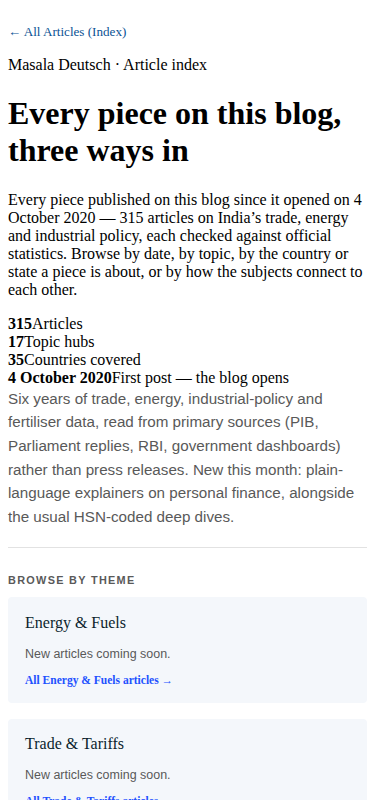 ← All Articles (Index)
Masala Deutsch · Article index
Every piece on this blog,
three ways in
Every piece published on this blog since it opened on 4
October 2020 — 315 articles on India’s trade, energy
and industrial policy, each checked against official
statistics. Browse by date, by topic, by the country or
state a piece is about, or by how the subjects connect to
each other.
315Articles
17Topic hubs
35Countries covered
4 October 2020First post — the blog opens
Six years of trade, energy, industrial-policy and
fertiliser data, read from primary sources (PIB,
Parliament replies, RBI, government dashboards)
rather than press releases. New this month: plain-
language explainers on personal finance, alongside
the usual HSN-coded deep dives.
BROWSE BY THEME
Energy & Fuels
New articles coming soon.
All Energy & Fuels articles →
Trade & Tariffs
New articles coming soon.
All Trade & Tariffs articles